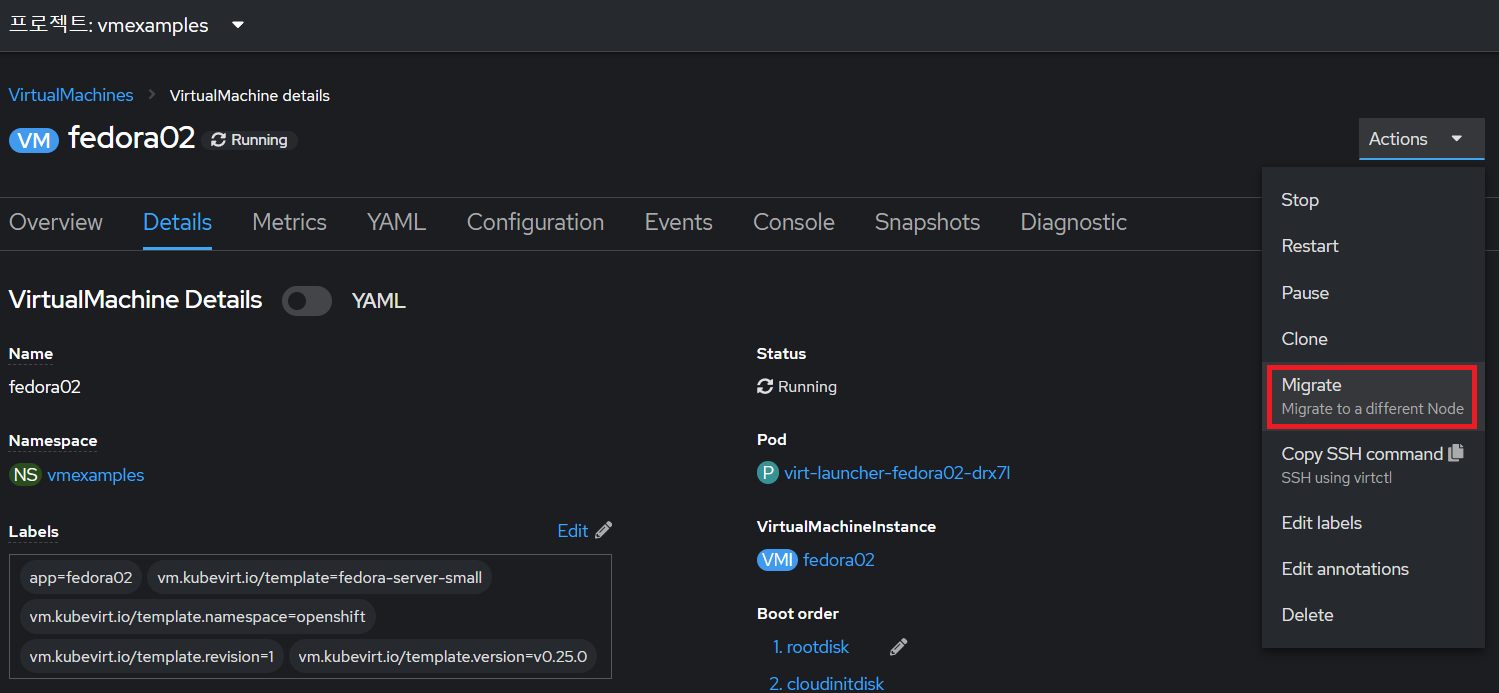 프로젝트: vmexamples
VirtualMachines > VirtualMachine details
VM fedora02 Running
Actions
Stop
Restart
Pause
Clone
Migrate
Migrate to a different Node
Copy SSH command
SSH using virtctl
Edit labels
Edit annotations
Delete
Overview Details Metrics YAML Configuration Events Console Snapshots Diagnostic
VirtualMachine Details YAML
Name
fedora02
Namespace
NS vmexamples
Labels Edit
app=fedora02 vm.kubevirt.io/template=fedora-server-small
vm.kubevirt.io/template.namespace=openshift
vm.kubevirt.io/template.revision=1 vm.kubevirt.io/template.version=v0.25.0
Status
Running
Pod
P virt-launcher-fedora02-drx7l
VirtualMachineInstance
VMI fedora02
Boot order
1. rootdisk
2. cloudinitdisk